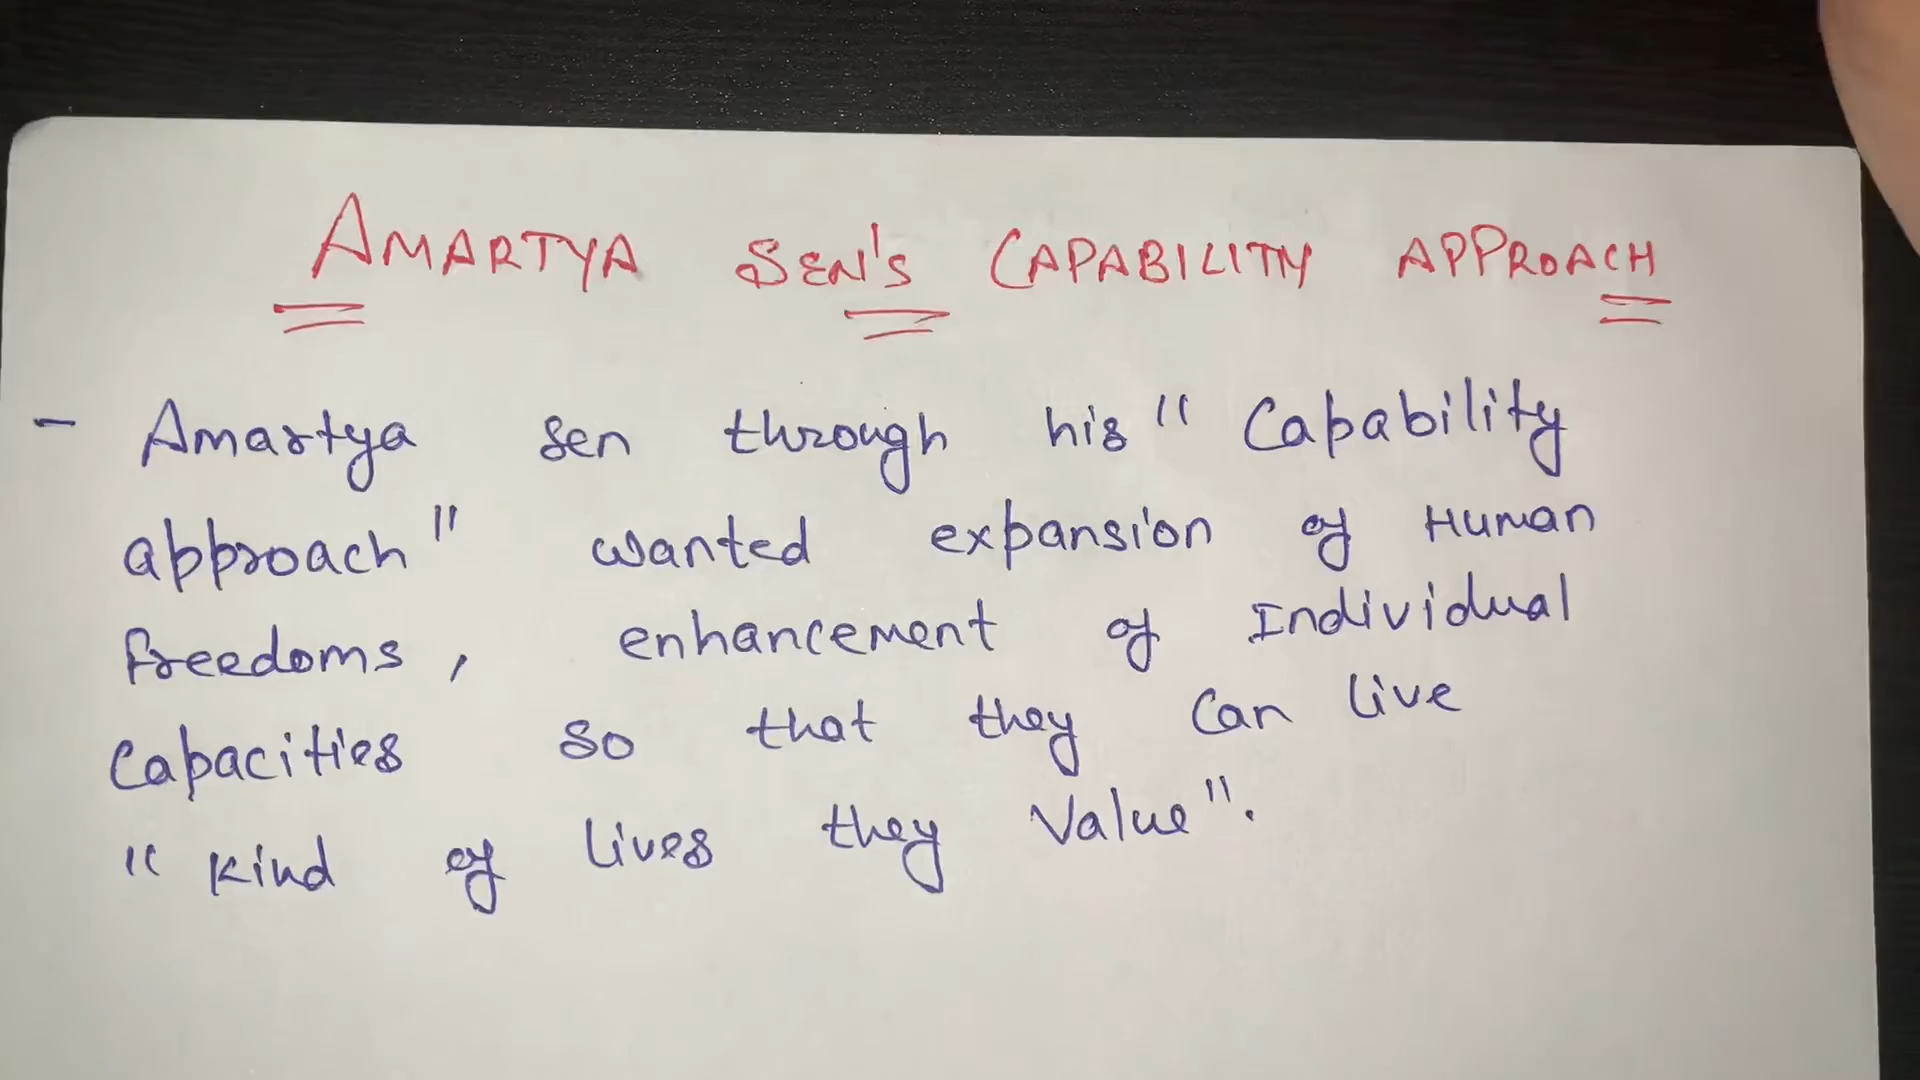 AMARTYA SEN'S CAPABILITY APPROACH
- Amartya sen through his "Capability
approach" wanted expansion of Human
freedoms, enhancement of Individual
Capacities so that they Can live
"Kind of lives they Value".